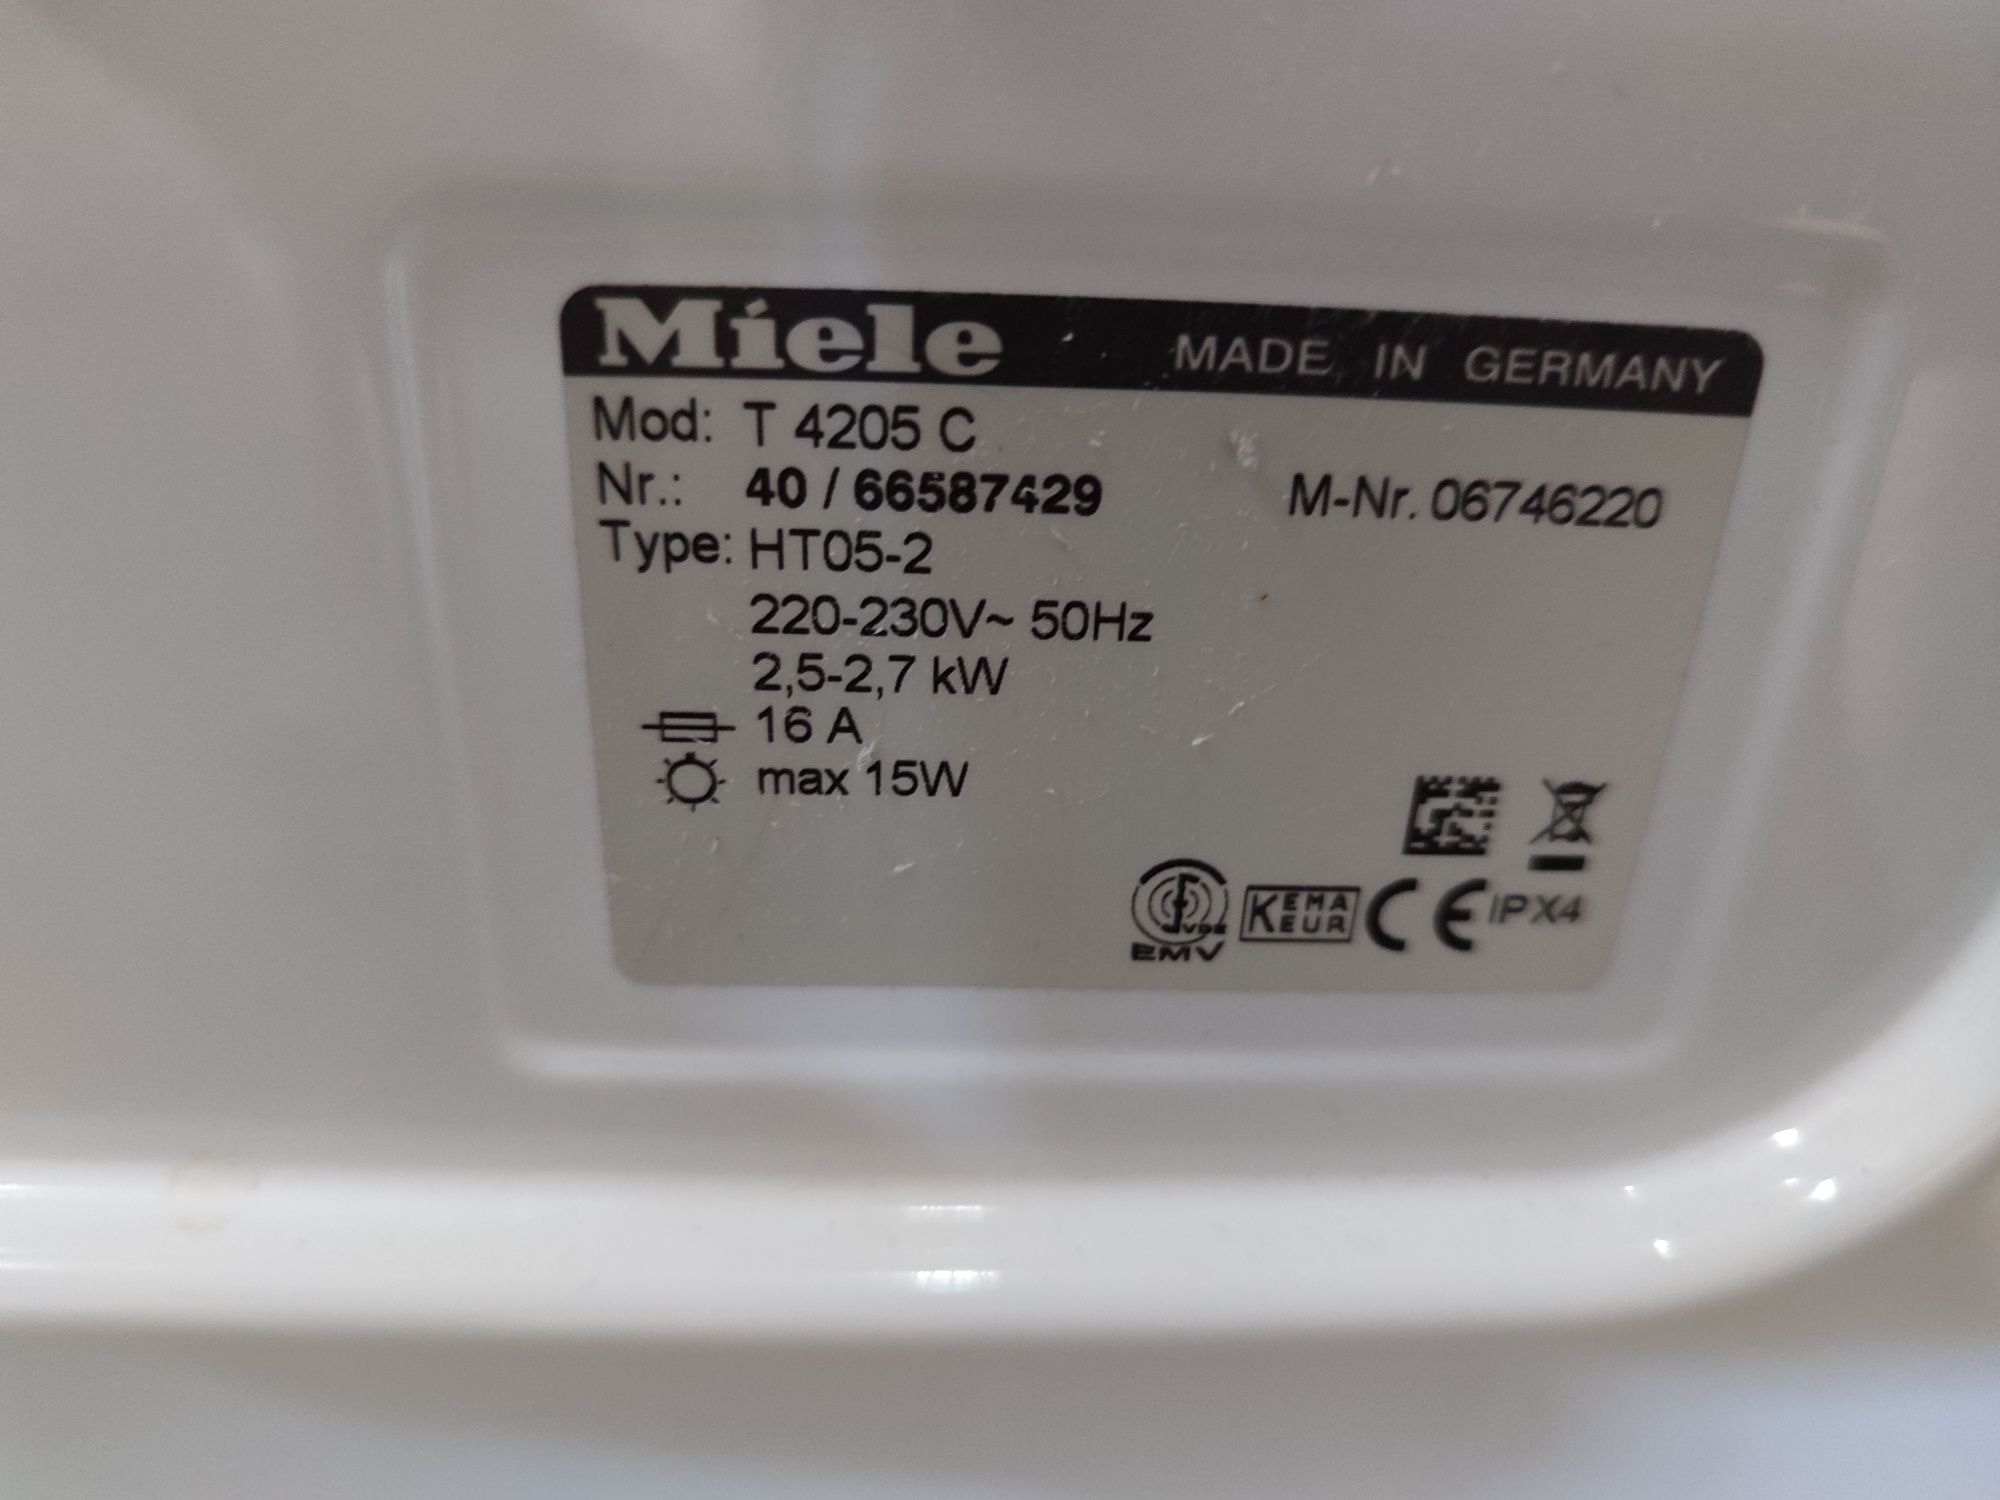 Miele MADE IN GERMANY
Mod: T 4205 C
Nr.: 40 / 66587429 M-Nr. 06746220
Type: HT05-2
220-230V~ 50Hz
2,5-2,7 kW
16 A
max 15W
VDE
EMV
KEMA
KEUR
CE
IPX4